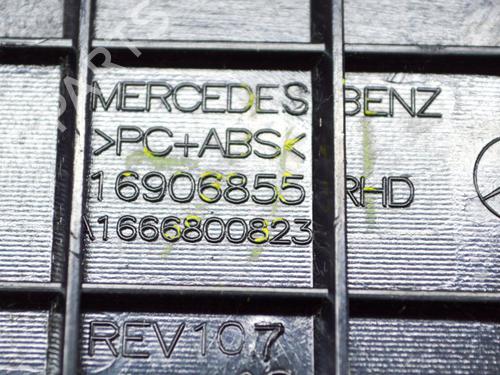 MERCEDES BENZ
>PC+ABS<
16906855 RHD
A1666800823
REV107